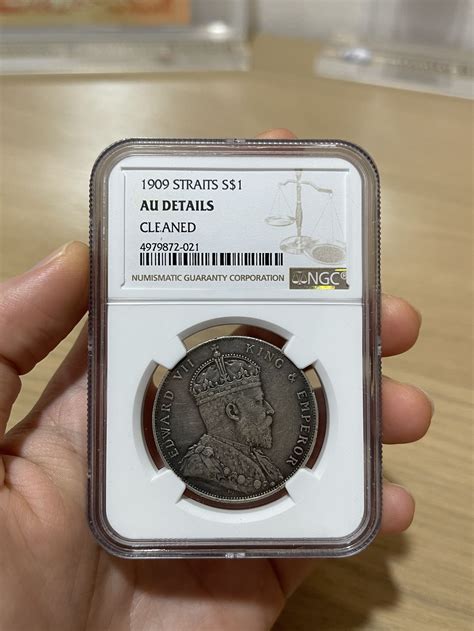 1909 STRAITS S$1
AU DETAILS
CLEANED
4979872-021
NUMISMATIC GUARANTY CORPORATION
NGC®
EDWARD VII KING & EMPEROR